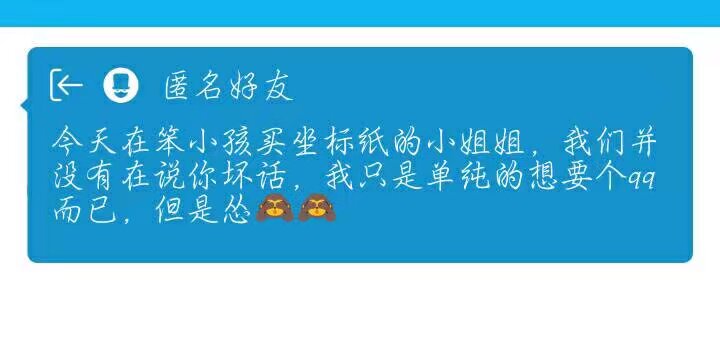 匿名好友
今天在笨小孩买坐标纸的小姐姐，我们并
没有在说你坏话，我只是单纯的想要个qq
而已，但是怂🙈🙈